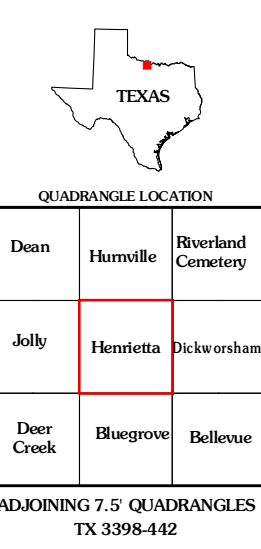 TEXAS
QUADRANGLE LOCATION
Dean
Hurnville
Riverland
Cemetery
Jolly
Henrietta
Dickworsham
Deer
Creek
Bluegrove
Bellevue
ADJOINING 7.5' QUADRANGLES
TX 3398-442